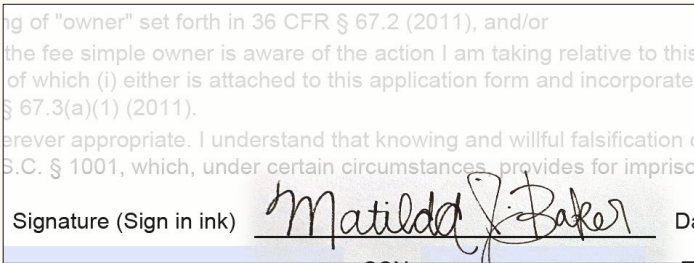 ng of "owner" set forth in 36 CFR § 67.2 (2011), and/or
the fee simple owner is aware of the action I am taking relative to this
of which (i) either is attached to this application form and incorporate
§ 67.3(a)(1) (2011).
erever appropriate. I understand that knowing and willful falsification
S.C. § 1001, which, under certain circumstances, provides for impriso
Signature (Sign in ink) Matilda J. Baker Da